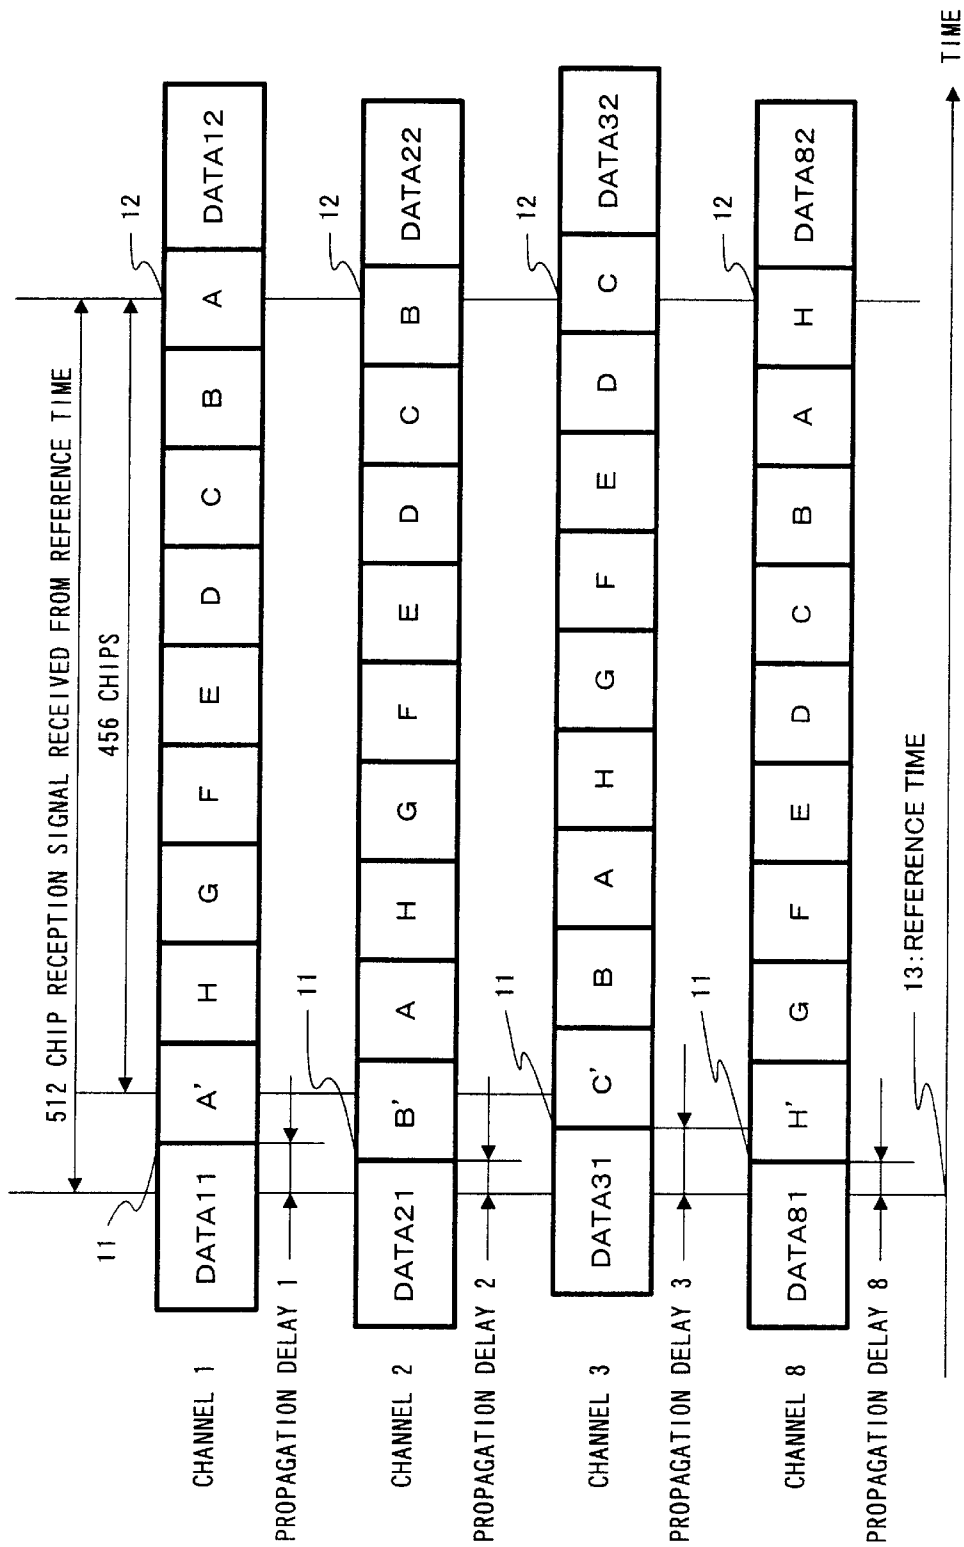 512 CHIP RECEPTION SIGNAL RECEIVED FROM REFERENCE TIME
456 CHIPS
11
12
CHANNEL 1
DATA11 A' H G F E D C B A DATA12
PROPAGATION DELAY 1
11
12
CHANNEL 2
DATA21 B' A H G F E D C B DATA22
PROPAGATION DELAY 2
11
12
CHANNEL 3
DATA31 C' B A H G F E D C DATA32
PROPAGATION DELAY 3
11
12
CHANNEL 8
DATA81 H' G F E D C B A H DATA82
PROPAGATION DELAY 8
13:REFERENCE TIME
TIME